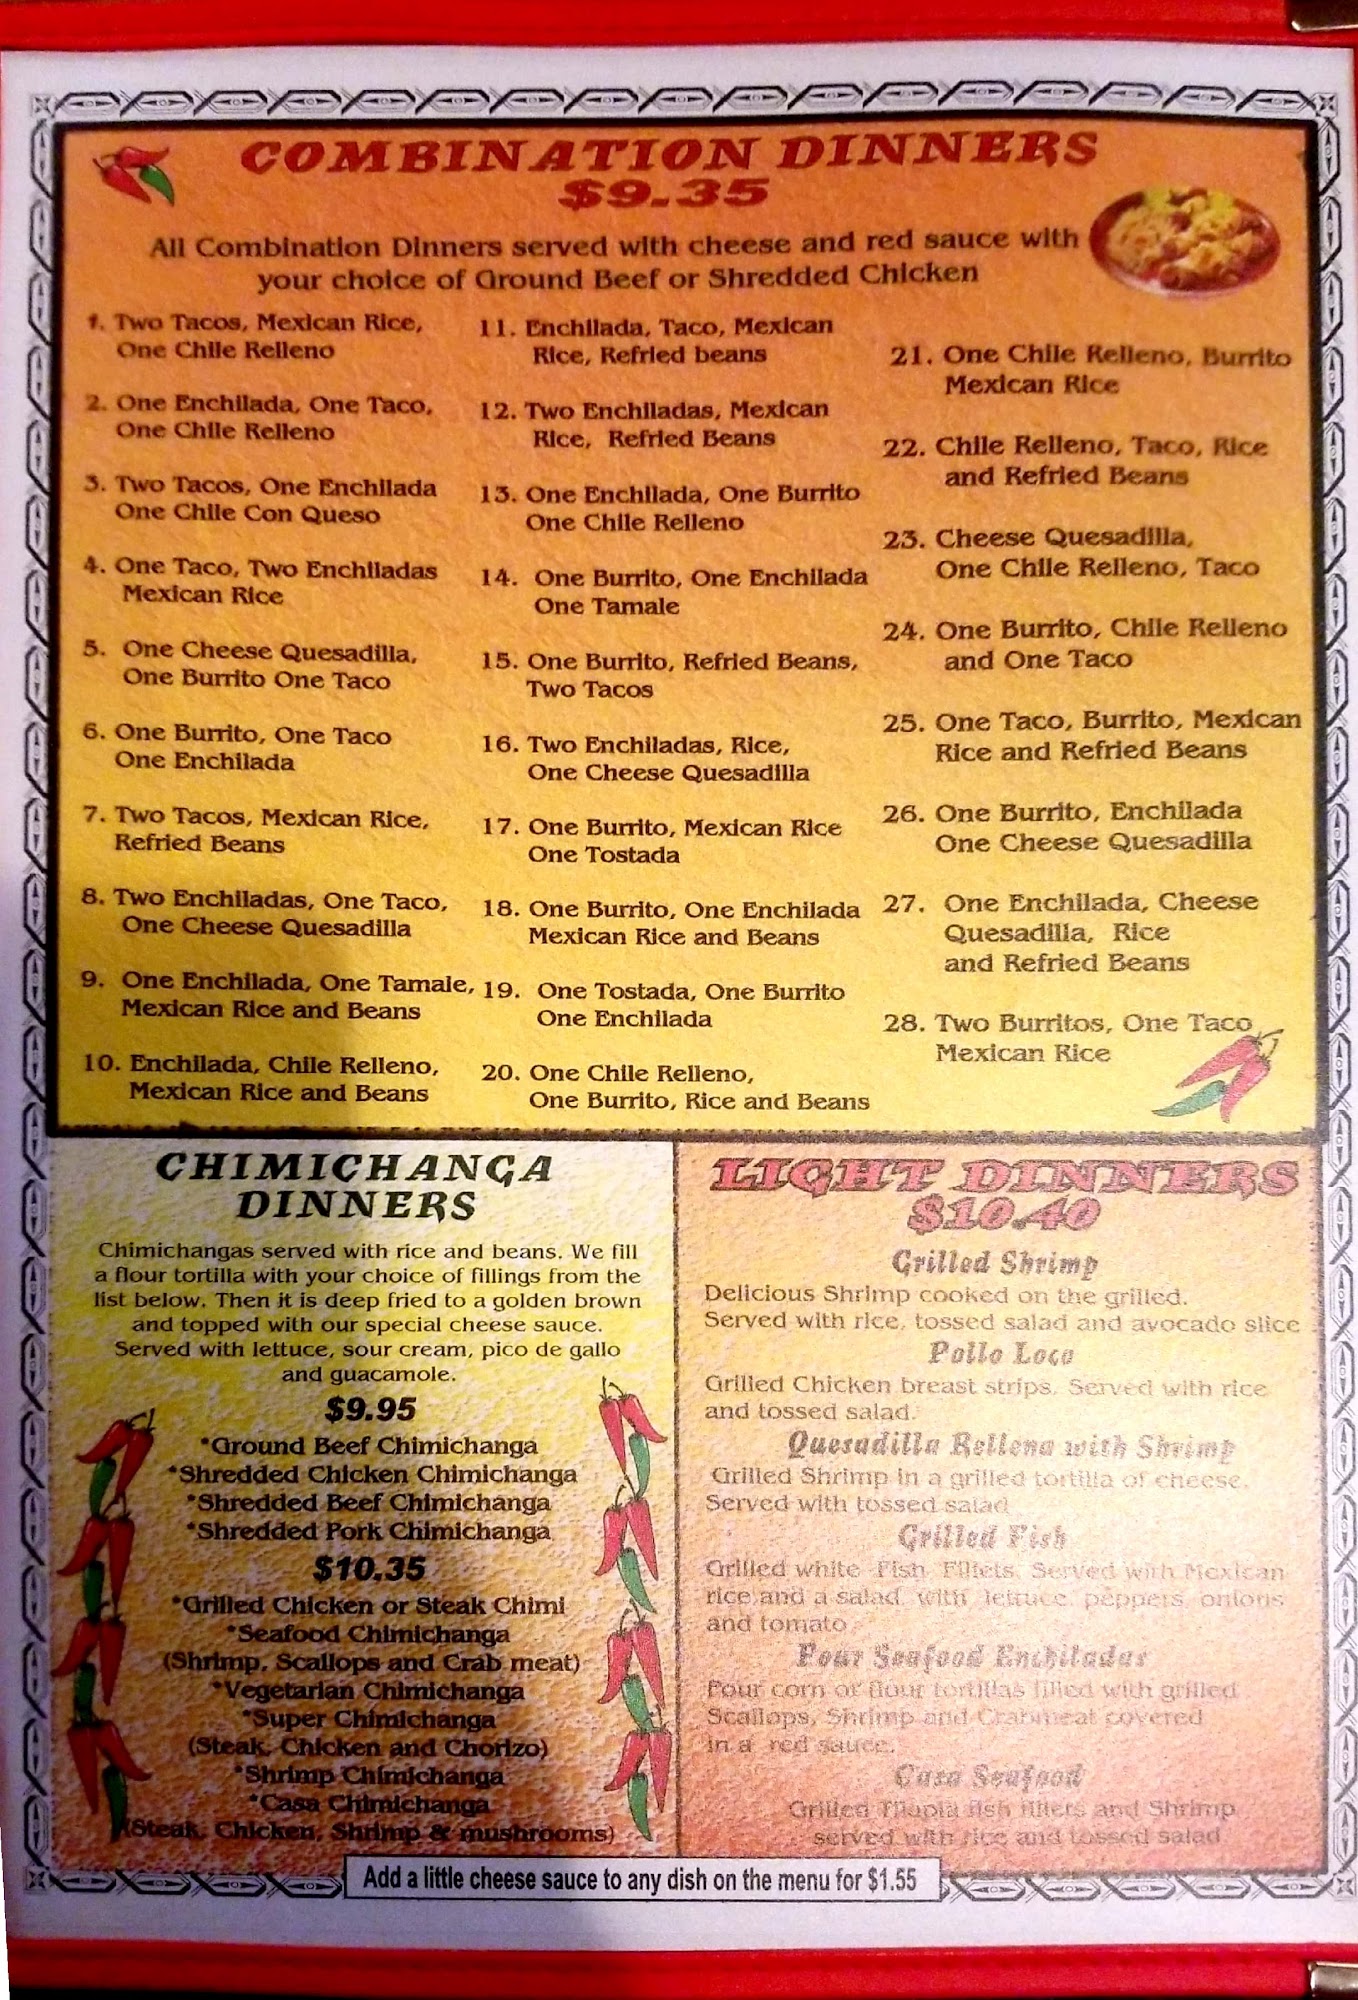 COMBINATION DINNERS
$9.35
All Combination Dinners served with cheese and red sauce with
your choice of Ground Beef or Shredded Chicken
1. Two Tacos, Mexican Rice,
One Chile Relleno
2. One Enchilada, One Taco,
One Chile Relleno
3. Two Tacos, One Enchilada
One Chile Con Queso
4. One Taco, Two Enchiladas
Mexican Rice
5. One Cheese Quesadilla,
One Burrito One Taco
6. One Burrito, One Taco
One Enchilada
7. Two Tacos, Mexican Rice,
Refried Beans
8. Two Enchiladas, One Taco,
One Cheese Quesadilla
9. One Enchilada, One Tamale,
Mexican Rice and Beans
10. Enchilada, Chile Relleno,
Mexican Rice and Beans
11. Enchilada, Taco, Mexican
Rice, Refried beans
12. Two Enchiladas, Mexican
Rice, Refried Beans
13. One Enchilada, One Burrito
One Chile Relleno
14. One Burrito, One Enchilada
One Tamale
15. One Burrito, Refried Beans,
Two Tacos
16. Two Enchiladas, Rice,
One Cheese Quesadilla
17. One Burrito, Mexican Rice
One Tostada
18. One Burrito, One Enchilada
Mexican Rice and Beans
19. One Tostada, One Burrito
One Enchilada
20. One Chile Relleno,
One Burrito, Rice and Beans
21. One Chile Relleno, Burrito
Mexican Rice
22. Chile Relleno, Taco, Rice
and Refried Beans
23. Cheese Quesadilla,
One Chile Relleno, Taco
24. One Burrito, Chile Relleno
and One Taco
25. One Taco, Burrito, Mexican
Rice and Refried Beans
26. One Burrito, Enchilada
One Cheese Quesadilla
27. One Enchilada, Cheese
Quesadilla, Rice
and Refried Beans
28. Two Burritos, One Taco
Mexican Rice
CHIMICHANGA
DINNERS
Chimichangas served with rice and beans. We fill
a flour tortilla with your choice of fillings from the
list below. Then it is deep fried to a golden brown
and topped with our special cheese sauce.
Served with lettuce, sour cream, pico de gallo
and guacamole.
$9.95
*Ground Beef Chimichanga
*Shredded Chicken Chimichanga
*Shredded Beef Chimichanga
*Shredded Pork Chimichanga
$10.35
*Grilled Chicken or Steak Chimi
*Seafood Chimichanga
(Shrimp, Scallops and Crab meat)
*Vegetarian Chimichanga
*Super Chimichanga
(Steak, Chicken and Chorizo)
*Shrimp Chimichanga
*Casa Chimichanga
(Steak, Chicken, Shrimp & mushrooms)
LIGHT DINNERS
$10.40
Grilled Shrimp
Delicious Shrimp cooked on the grilled.
Served with rice, tossed salad and avocado slice
Pollo Loco
Grilled Chicken breast strips. Served with rice
and tossed salad.
Quesadilla Rellena with Shrimp
Grilled Shrimp in a grilled tortilla of cheese.
Served with tossed salad
Grilled Fish
Grilled white Fish Fillets. Served with Mexican
rice and a salad with lettuce, peppers, onions
and tomato.
Four Seafood Enchiladas
Four corn or flour tortillas filled with grilled
Scallops, Shrimp and Crabmeat covered
in a red sauce.
Casa Seafood
Grilled Tilapia fish fillets and Shrimp
served with rice and tossed salad
Add a little cheese sauce to any dish on the menu for $1.55